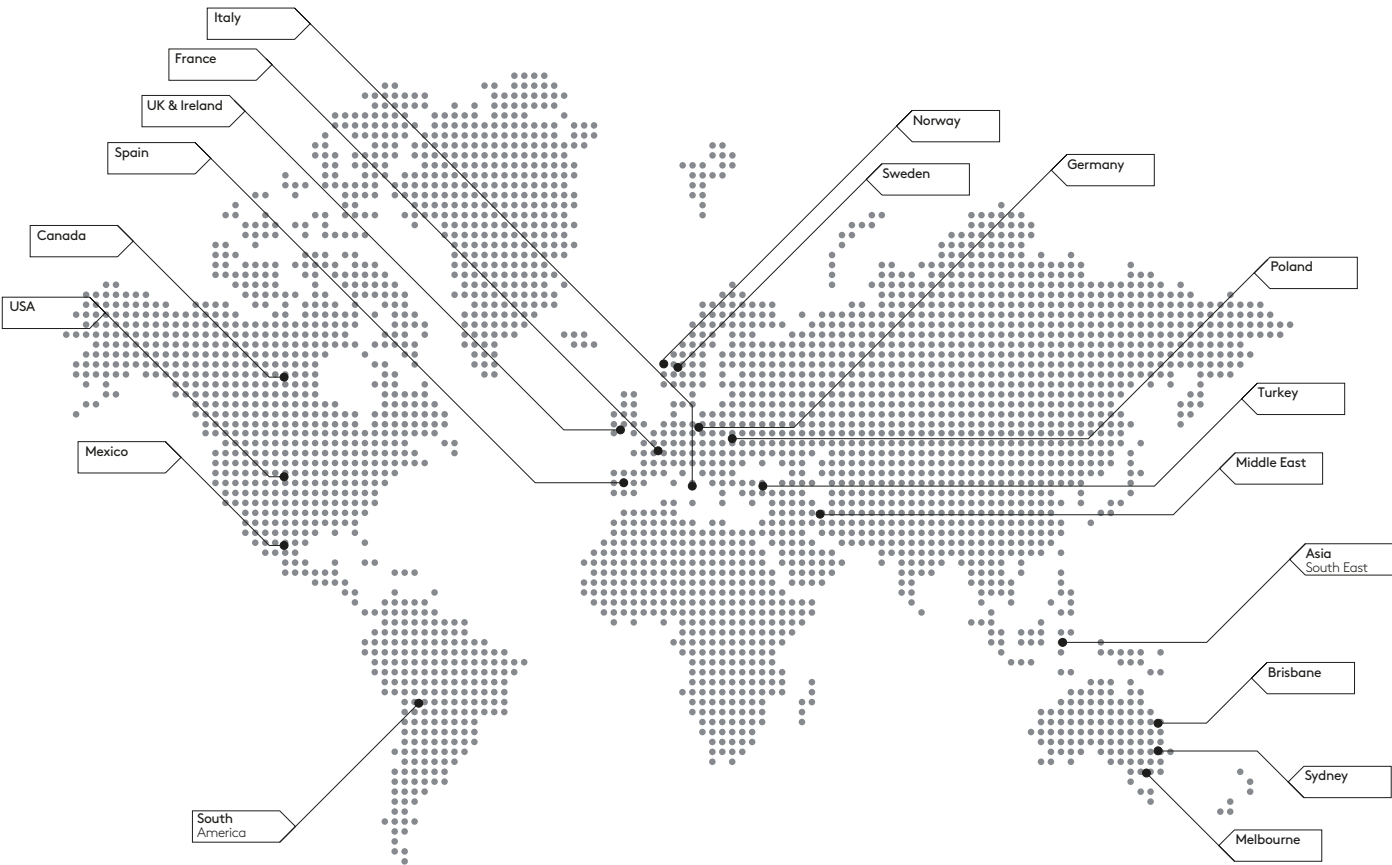 Italy
France
UK & Ireland
Spain
Canada
USA
Mexico
South
America
Norway
Sweden
Germany
Poland
Turkey
Middle East
Asia
South East
Brisbane
Sydney
Melbourne